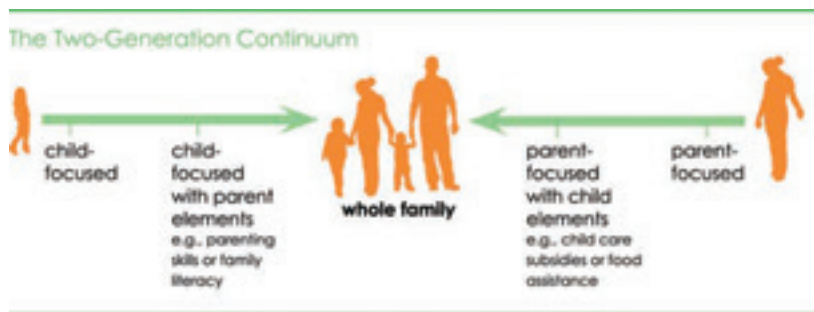 The Two-Generation Continuum
child-
focused
child-
focused
with parent
elements
e.g., parenting
skills or family
literacy
whole family
parent-
focused
with child
elements
e.g., child care
subsidies or food
assistance
parent-
focused